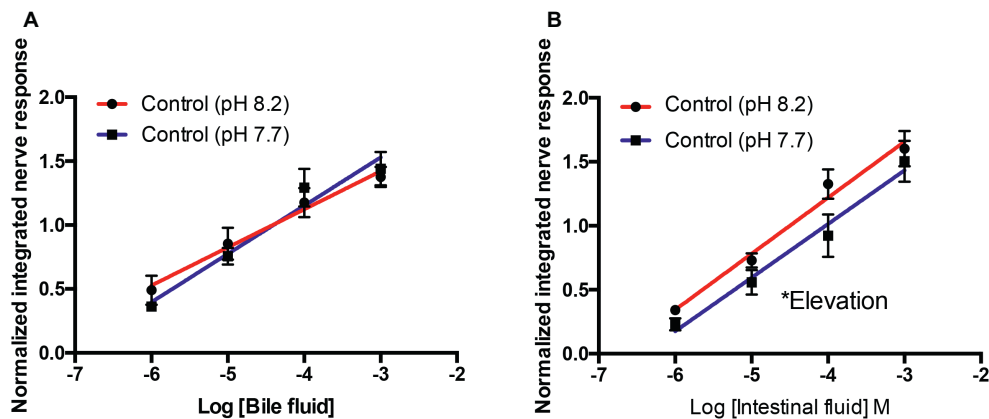 A
Normalized integrated nerve response
2.0
1.5
1.0
0.5
0.0
Control (pH 8.2)
Control (pH 7.7)
-7
-6
-5
-4
-3
-2
Log [Bile fluid]
B
Normalized integrated nerve response
2.0
1.5
1.0
0.5
0.0
Control (pH 8.2)
Control (pH 7.7)
*Elevation
-7
-6
-5
-4
-3
-2
Log [Intestinal fluid] M